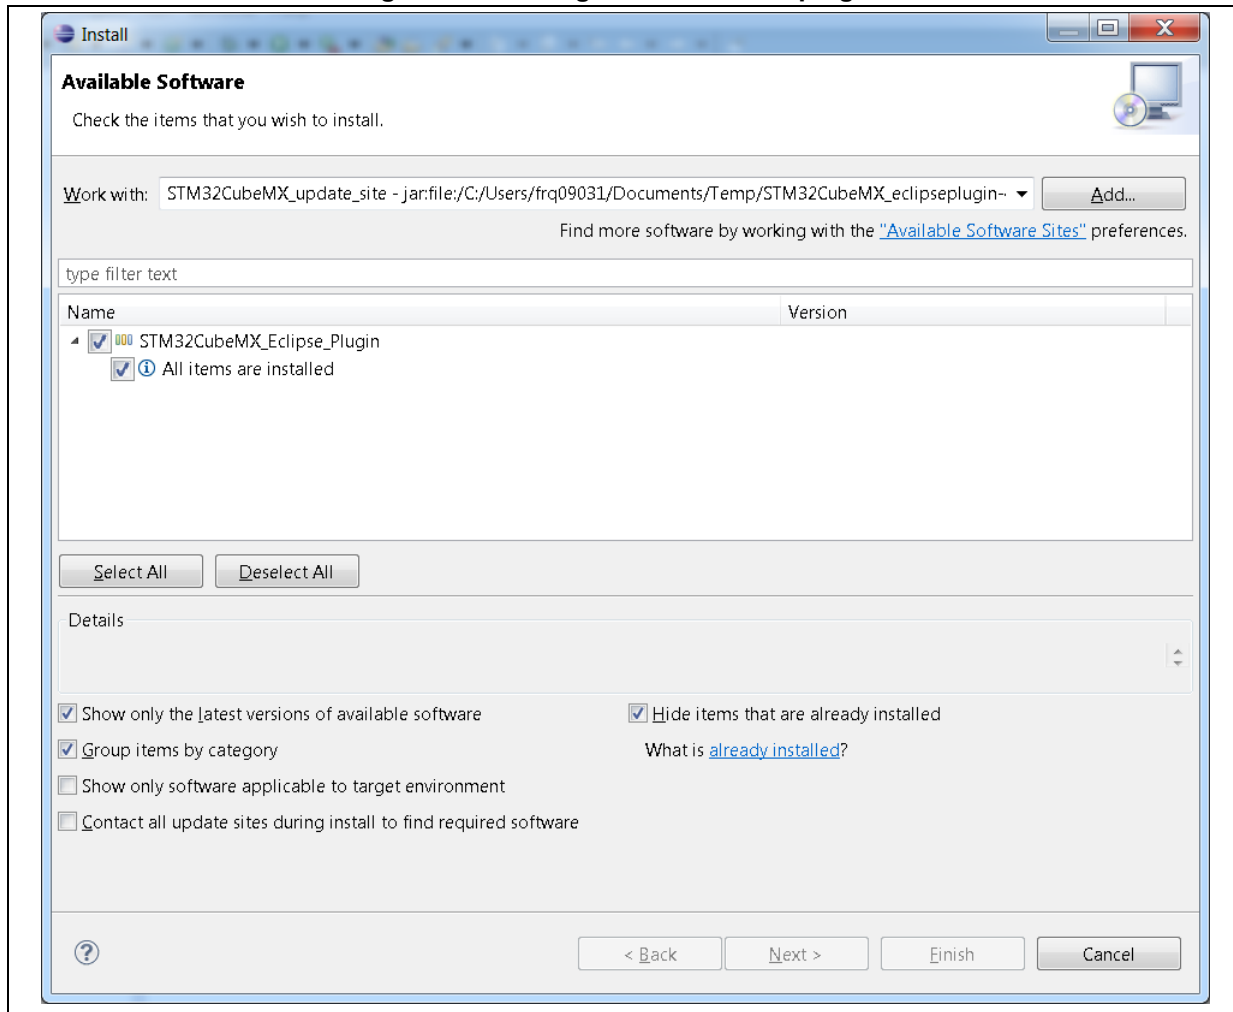 Install
Available Software
Check the items that you wish to install.
Work with: STM32CubeMX_update_site - jar:file:/C:/Users/frq09031/Documents/Temp/STM32CubeMX_eclipseplugin~ Add...
Find more software by working with the "Available Software Sites" preferences.
type filter text
Name Version
STM32CubeMX_Eclipse_Plugin
All items are installed
Select All Deselect All
Details
Show only the latest versions of available software Hide items that are already installed
Group items by category What is already installed?
Show only software applicable to target environment
Contact all update sites during install to find required software
< Back Next > Finish Cancel